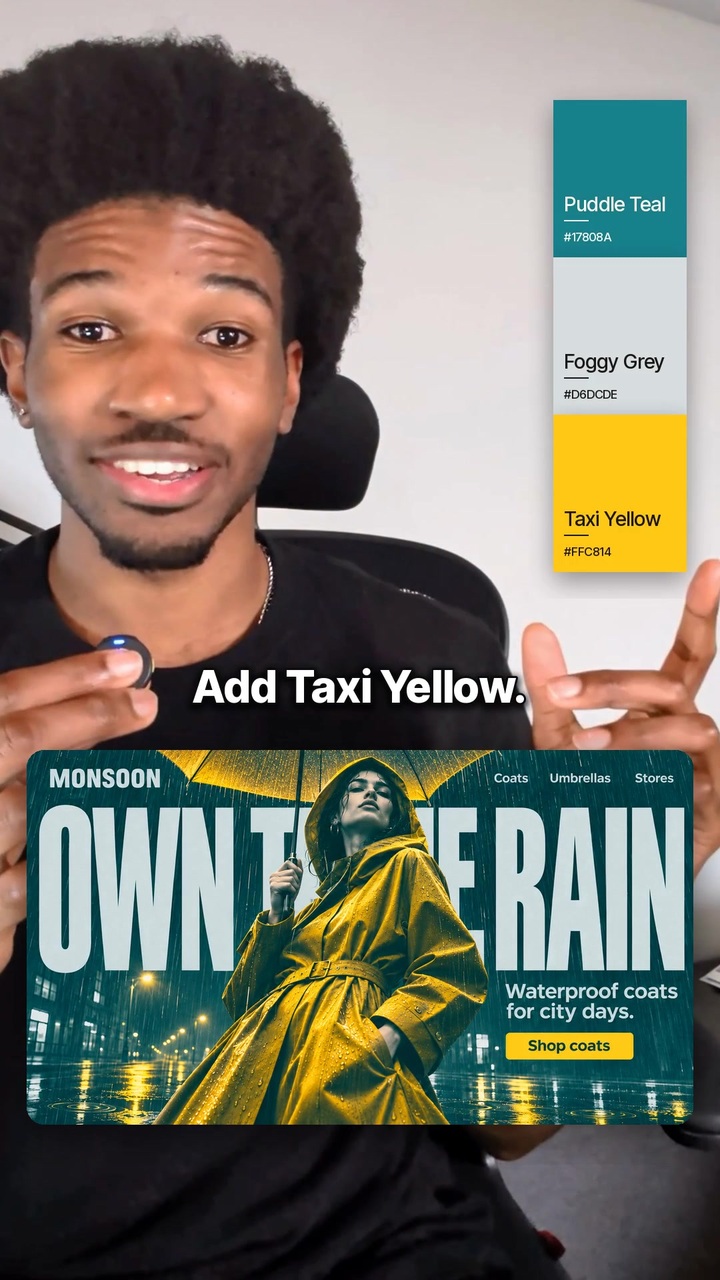 Puddle Teal
#17808A
Foggy Grey
#D6DCDE
Taxi Yellow
#FFC814
Add Taxi Yellow.
MONSOON
Coats Umbrellas Stores
OWN THE RAIN
Waterproof coats
for city days.
Shop coats